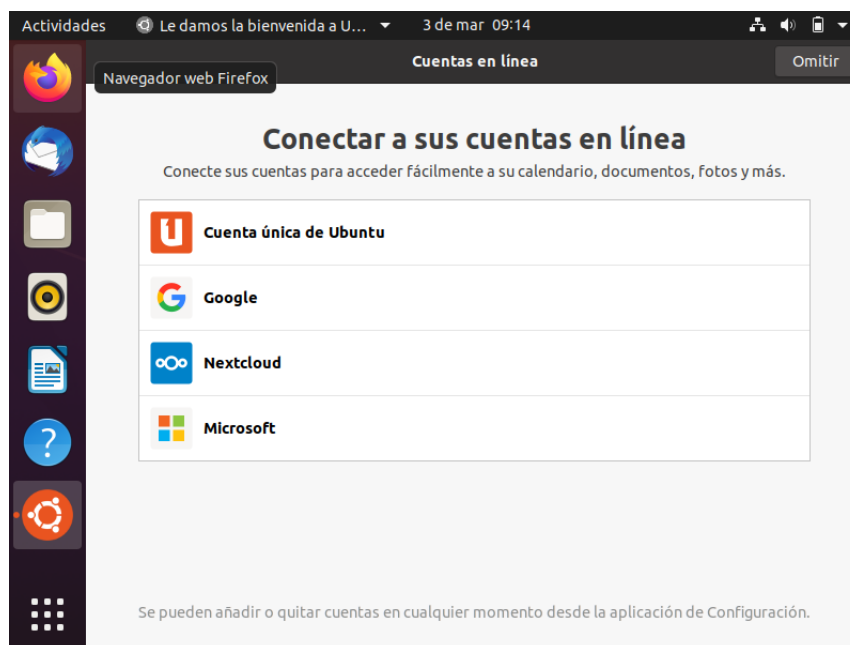 Actividades Le damos la bienvenida a U... 3 de mar 09:14
Cuentas en línea Omitir
Navegador web Firefox
Conectar a sus cuentas en línea
Conecte sus cuentas para acceder fácilmente a su calendario, documentos, fotos y más.
Cuenta única de Ubuntu
Google
Nextcloud
Microsoft
Se pueden añadir o quitar cuentas en cualquier momento desde la aplicación de Configuración.